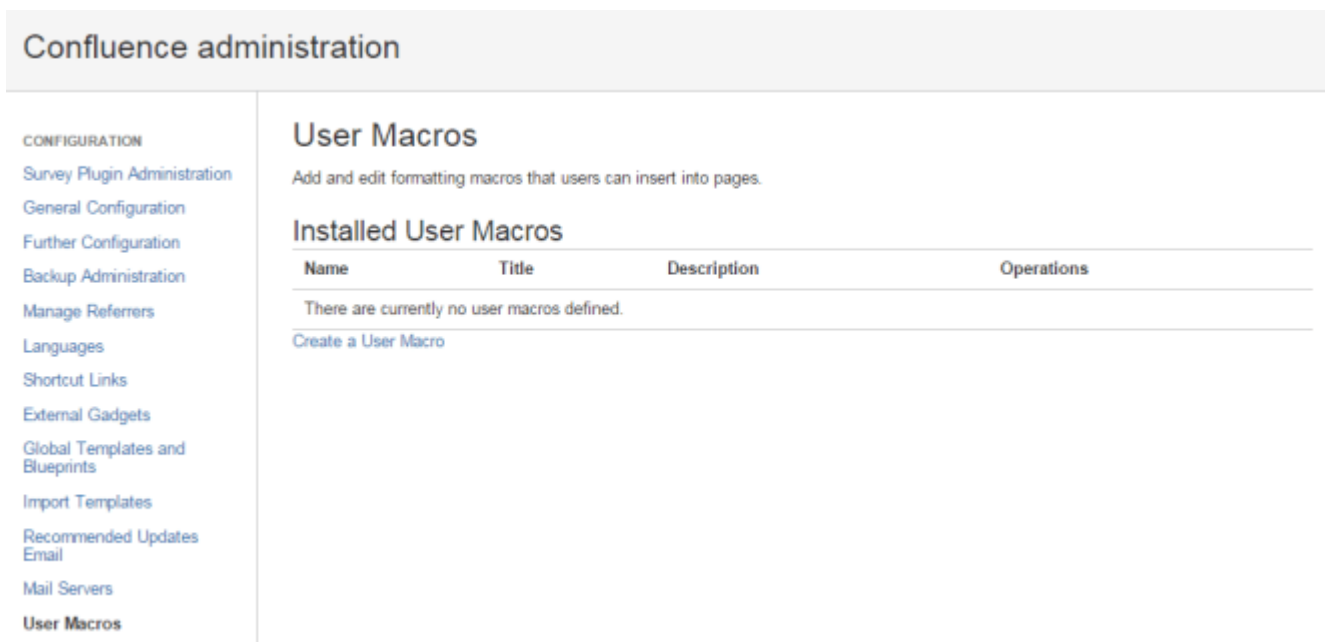 Confluence administration
CONFIGURATION
Survey Plugin Administration
General Configuration
Further Configuration
Backup Administration
Manage Referrers
Languages
Shortcut Links
External Gadgets
Global Templates and
Blueprints
Import Templates
Recommended Updates
Email
Mail Servers
User Macros
User Macros
Add and edit formatting macros that users can insert into pages.
Installed User Macros
Name Title Description Operations
There are currently no user macros defined.
Create a User Macro